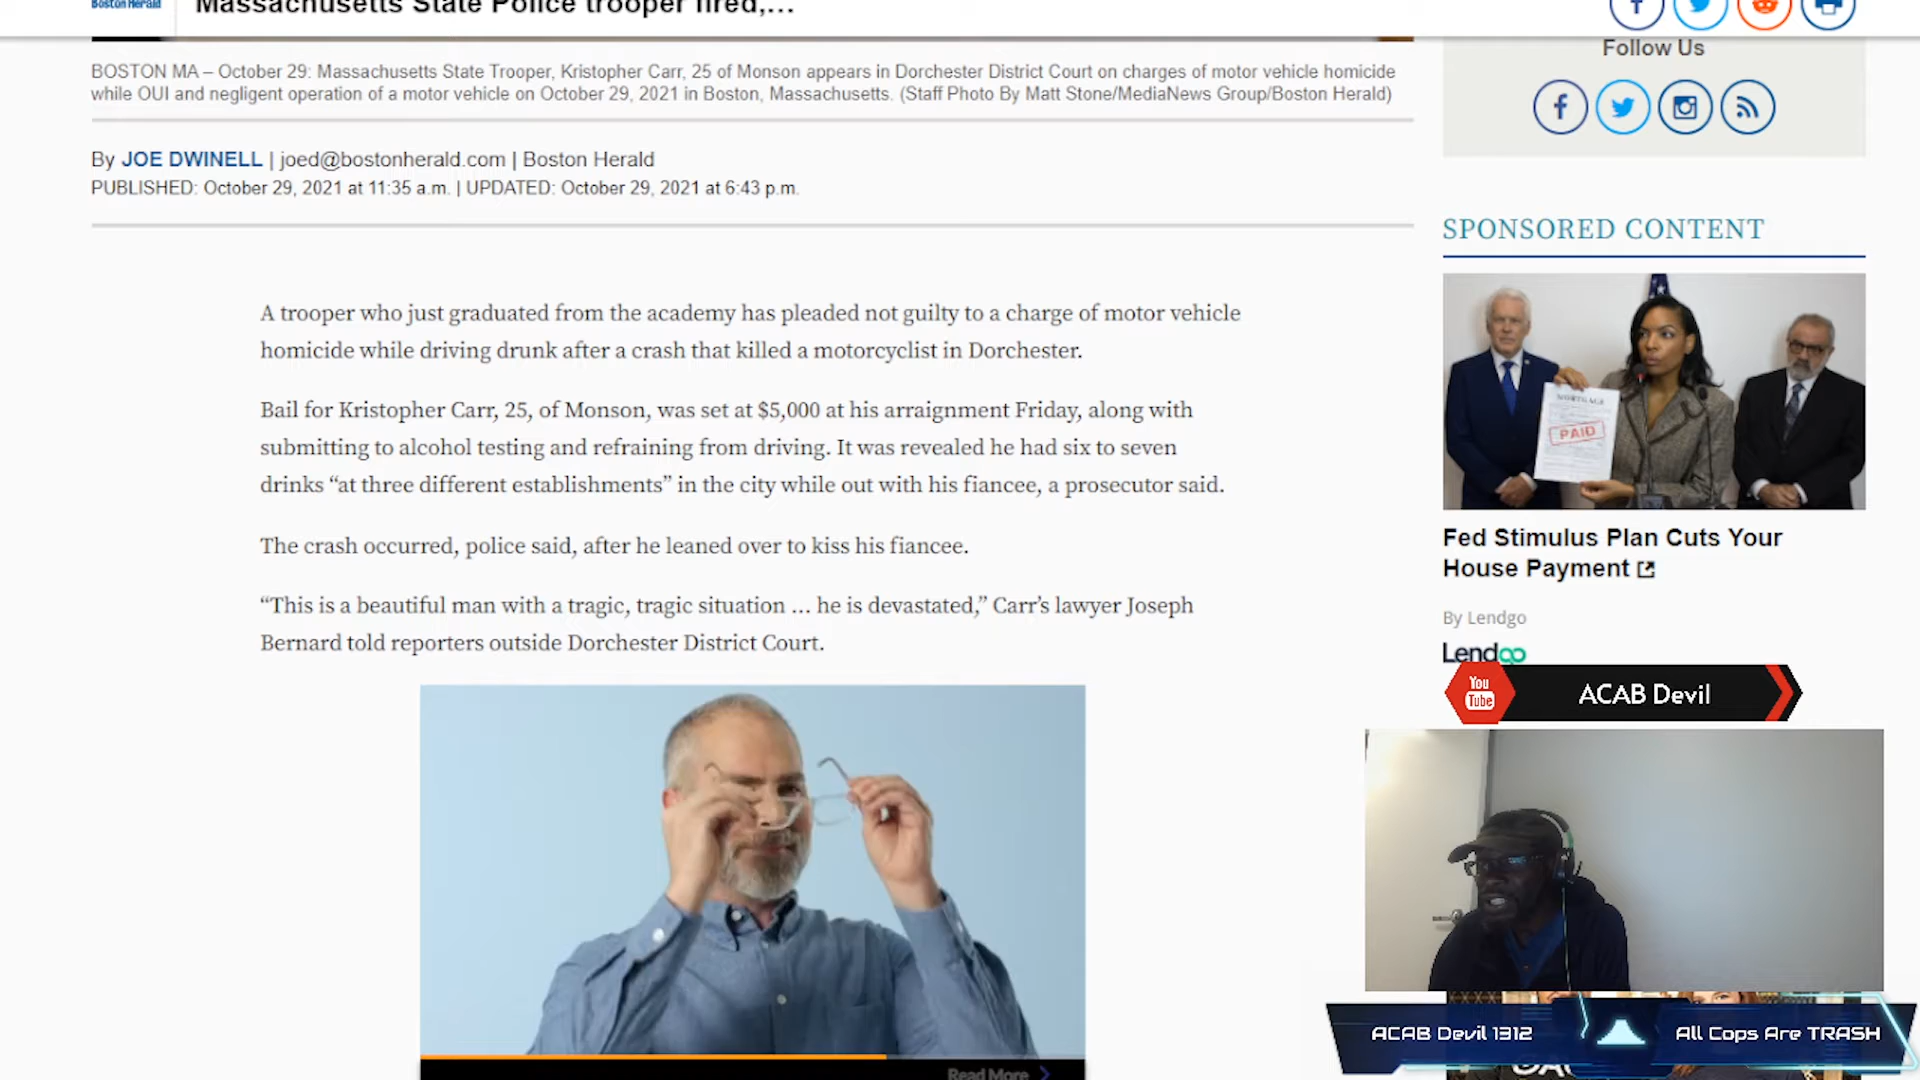 Boston Herald
Massachusetts State Police trooper fired,...
Follow Us
BOSTON MA – October 29: Massachusetts State Trooper, Kristopher Carr, 25 of Monson appears in Dorchester District Court on charges of motor vehicle homicide
while OUI and negligent operation of a motor vehicle on October 29, 2021 in Boston, Massachusetts. (Staff Photo By Matt Stone/MediaNews Group/Boston Herald)
By JOE DWINELL | joed@bostonherald.com | Boston Herald
PUBLISHED: October 29, 2021 at 11:35 a.m. | UPDATED: October 29, 2021 at 6:43 p.m.
A trooper who just graduated from the academy has pleaded not guilty to a charge of motor vehicle
homicide while driving drunk after a crash that killed a motorcyclist in Dorchester.
Bail for Kristopher Carr, 25, of Monson, was set at $5,000 at his arraignment Friday, along with
submitting to alcohol testing and refraining from driving. It was revealed he had six to seven
drinks “at three different establishments” in the city while out with his fiancee, a prosecutor said.
The crash occurred, police said, after he leaned over to kiss his fiancee.
“This is a beautiful man with a tragic, tragic situation … he is devastated,” Carr’s lawyer Joseph
Bernard told reporters outside Dorchester District Court.
Read More
SPONSORED CONTENT
MORTGAGE
PAID
Fed Stimulus Plan Cuts Your
House Payment
By Lendgo
Lendgo
You
Tube
ACAB Devil
ACAB Devil 1312
All Cops Are TRASH